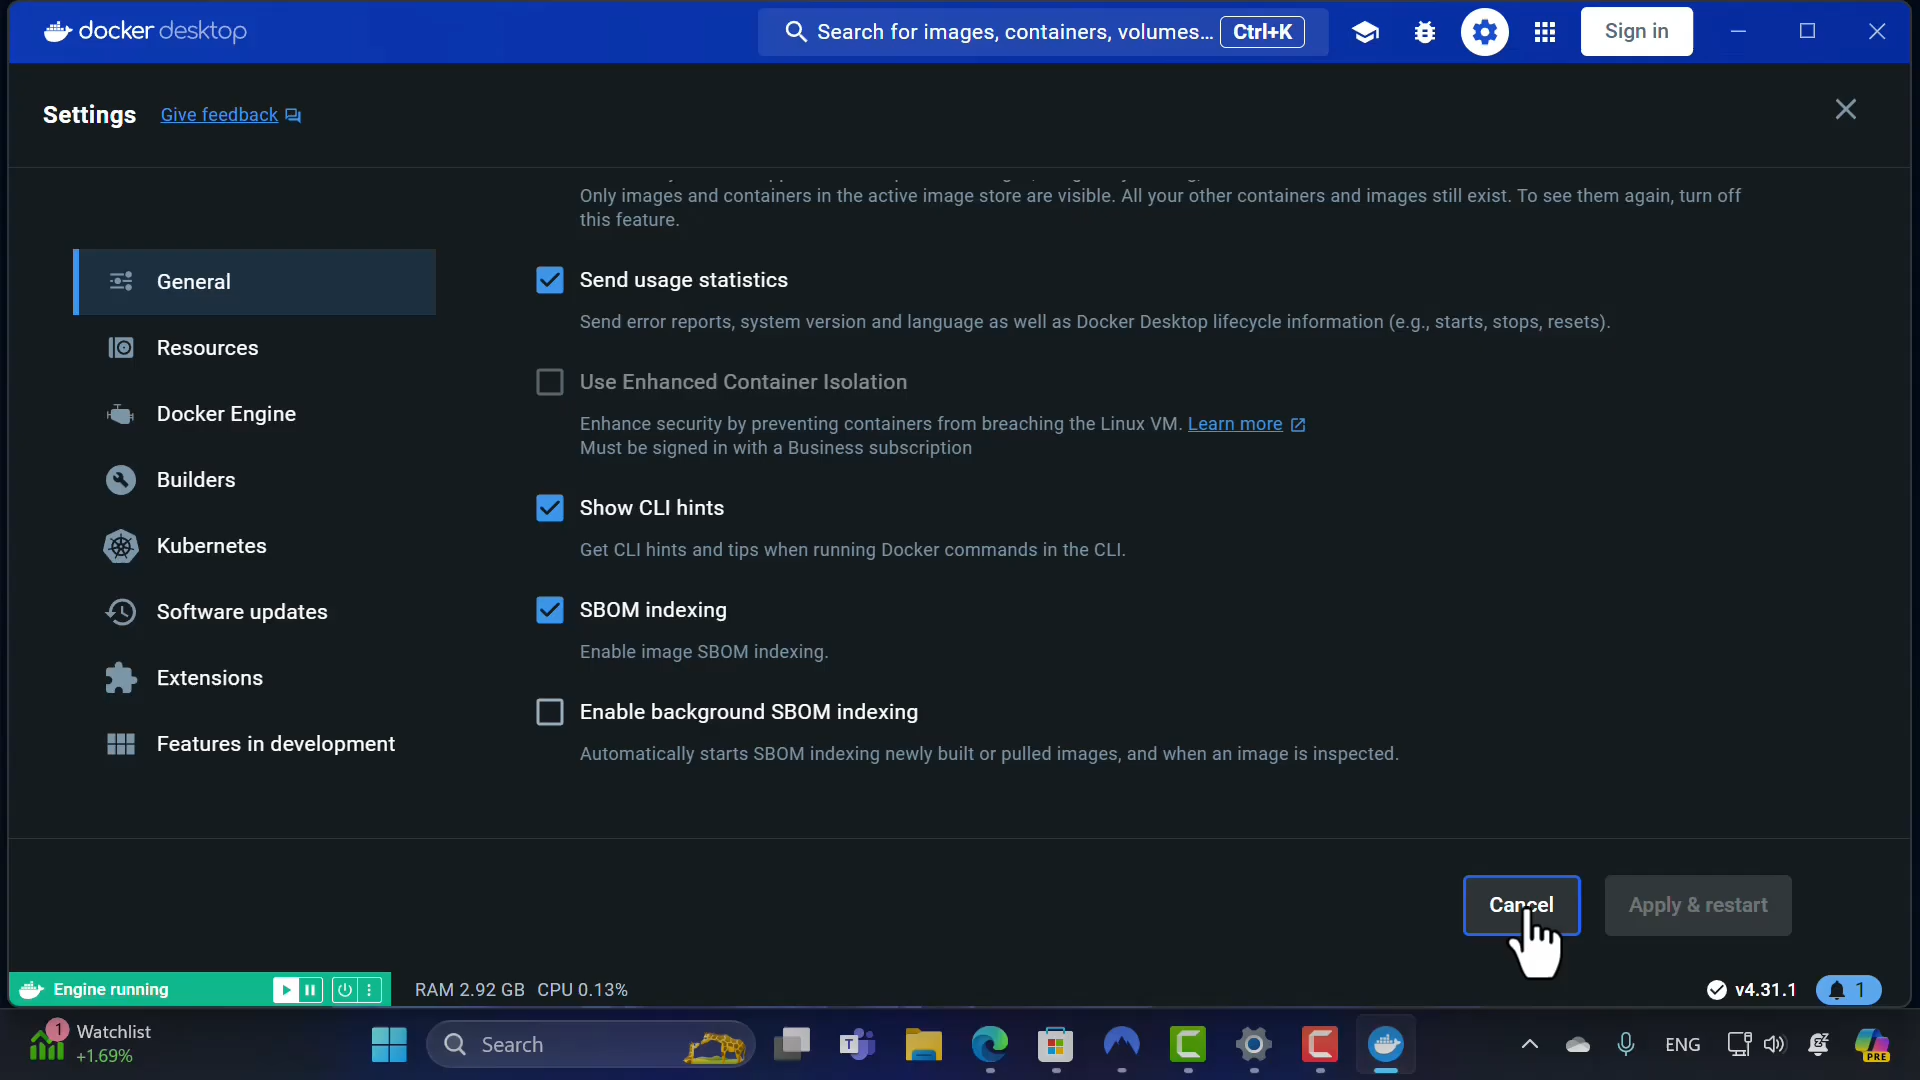 docker desktop
Search for images, containers, volumes... Ctrl+K
Sign in
Settings
Give feedback
Only images and containers in the active image store are visible. All your other containers and images still exist. To see them again, turn off
this feature.
General
Resources
Docker Engine
Builders
Kubernetes
Software updates
Extensions
Features in development
Send usage statistics
Send error reports, system version and language as well as Docker Desktop lifecycle information (e.g., starts, stops, resets).
Use Enhanced Container Isolation
Enhance security by preventing containers from breaching the Linux VM. Learn more
Must be signed in with a Business subscription
Show CLI hints
Get CLI hints and tips when running Docker commands in the CLI.
SBOM indexing
Enable image SBOM indexing.
Enable background SBOM indexing
Automatically starts SBOM indexing newly built or pulled images, and when an image is inspected.
Cancel
Apply & restart
Engine running
RAM 2.92 GB CPU 0.13%
v4.31.1
1
1
Watchlist
+1.69%
Search
T
ENG
PRE